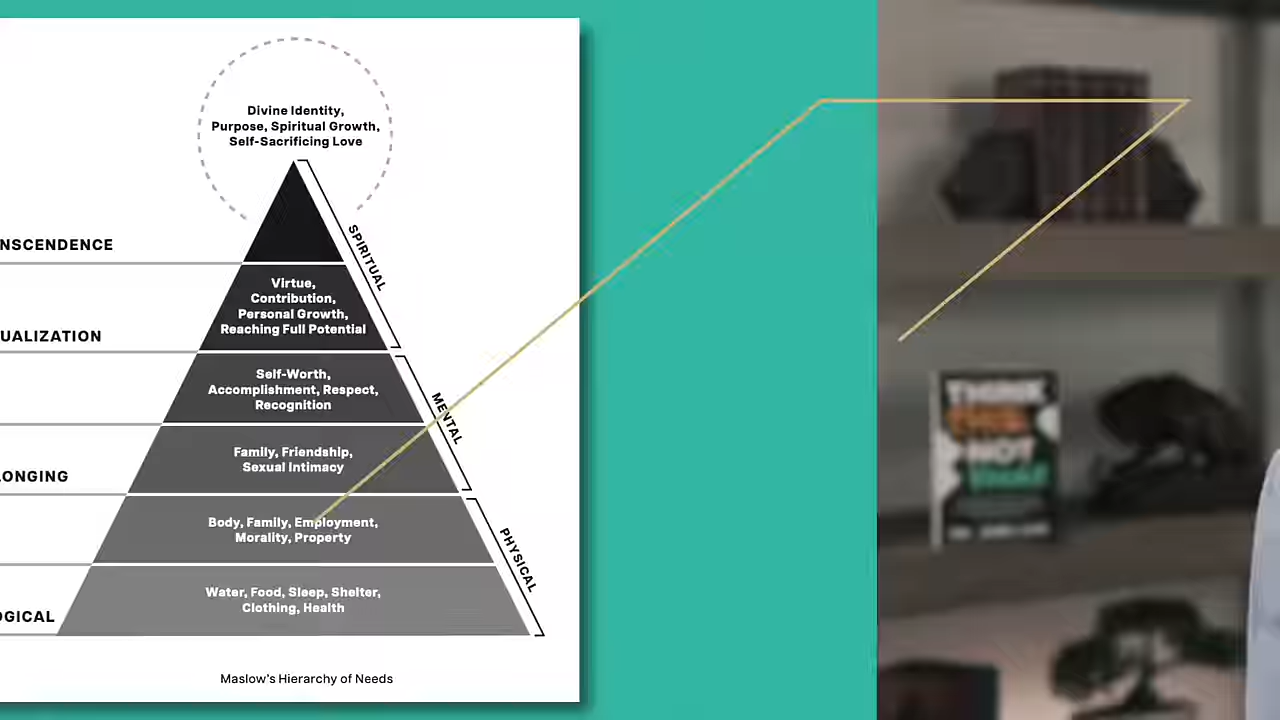 Divine Identity,
Purpose, Spiritual Growth,
Self-Sacrificing Love
NSCENDENCE
SPIRITUAL
Virtue,
Contribution,
Personal Growth,
Reaching Full Potential
UALIZATION
Self-Worth,
Accomplishment, Respect,
Recognition
MENTAL
Family, Friendship,
Sexual Intimacy
LONGING
Body, Family, Employment,
Morality, Property
PHYSICAL
Water, Food, Sleep, Shelter,
Clothing, Health
OGICAL
Maslow's Hierarchy of Needs
THINK
THIS
NOT
THAT